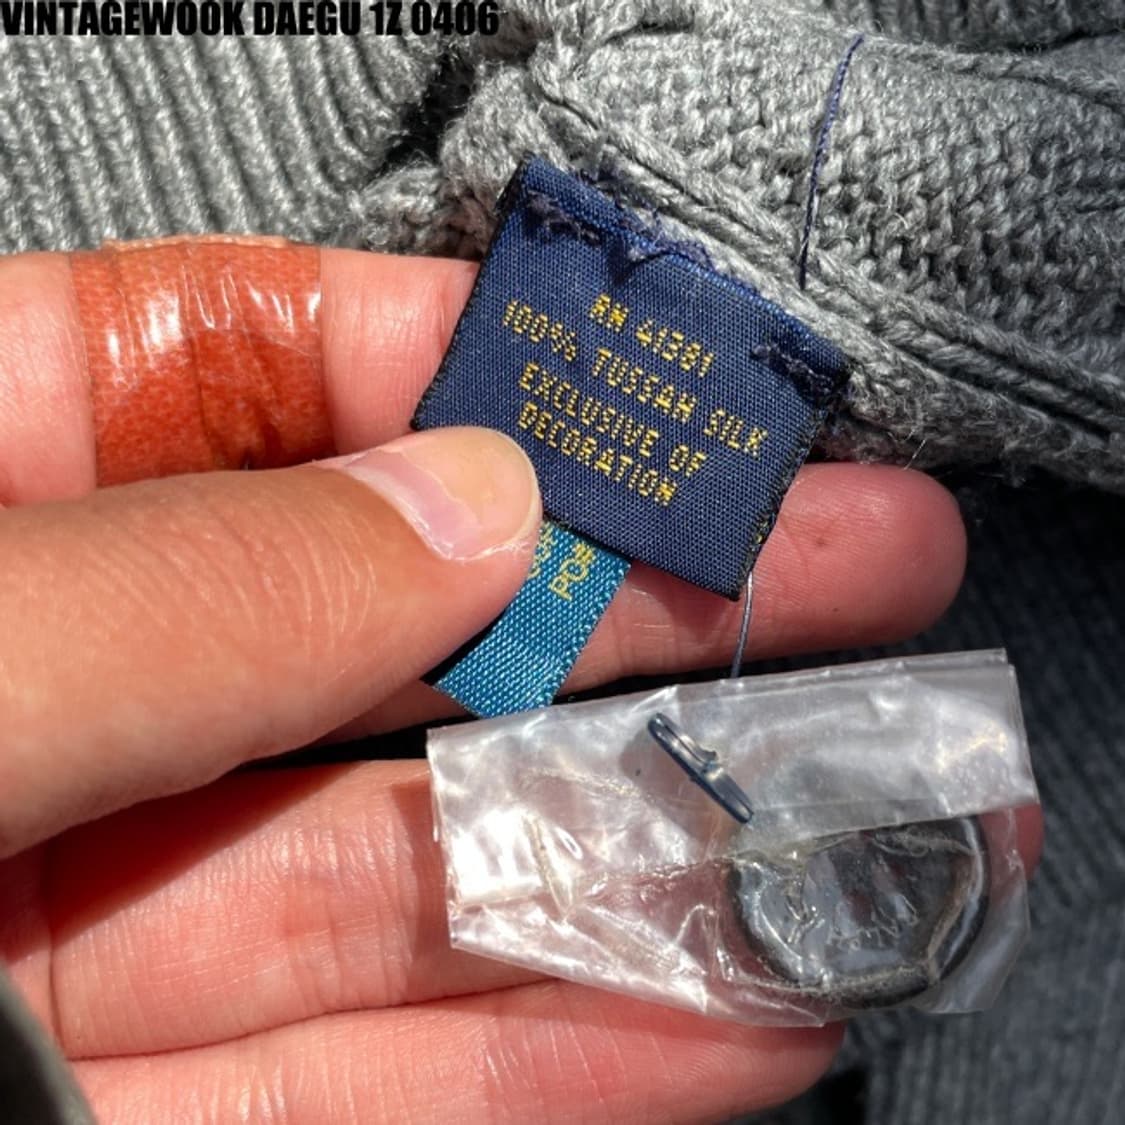 VINTAGEWOOK DAEGU 1Z 0406
RN 41381
100% TUSSAH SILK
EXCLUSIVE OF
DECORATION